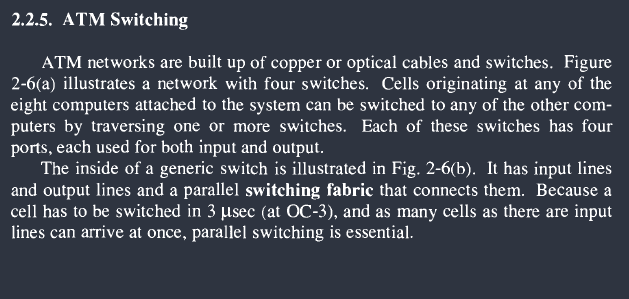 2.2.5. ATM Switching
ATM networks are built up of copper or optical cables and switches. Figure
2-6(a) illustrates a network with four switches. Cells originating at any of the
eight computers attached to the system can be switched to any of the other com-
puters by traversing one or more switches. Each of these switches has four
ports, each used for both input and output.
The inside of a generic switch is illustrated in Fig. 2-6(b). It has input lines
and output lines and a parallel switching fabric that connects them. Because a
cell has to be switched in 3 μsec (at OC-3), and as many cells as there are input
lines can arrive at once, parallel switching is essential.